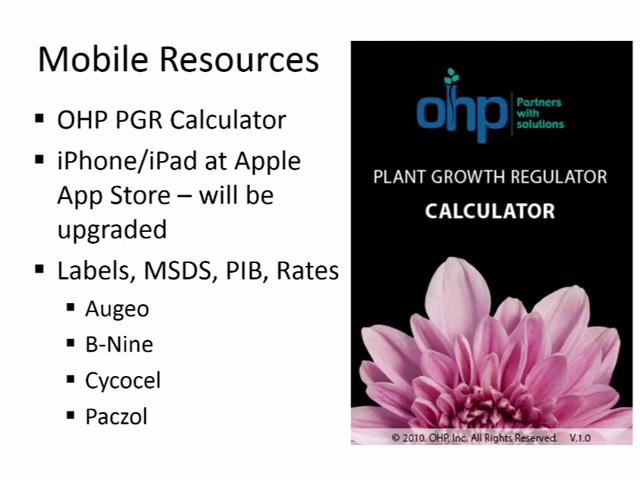 Mobile Resources
▪ OHP PGR Calculator
▪ iPhone/iPad at Apple
App Store – will be
upgraded
▪ Labels, MSDS, PIB, Rates
▪ Augeo
▪ B-Nine
▪ Cycocel
▪ Paczol
ohp
Partners
with
solutions
PLANT GROWTH REGULATOR
CALCULATOR
© 2010. OHP, Inc. All Rights Reserved. V.1.0